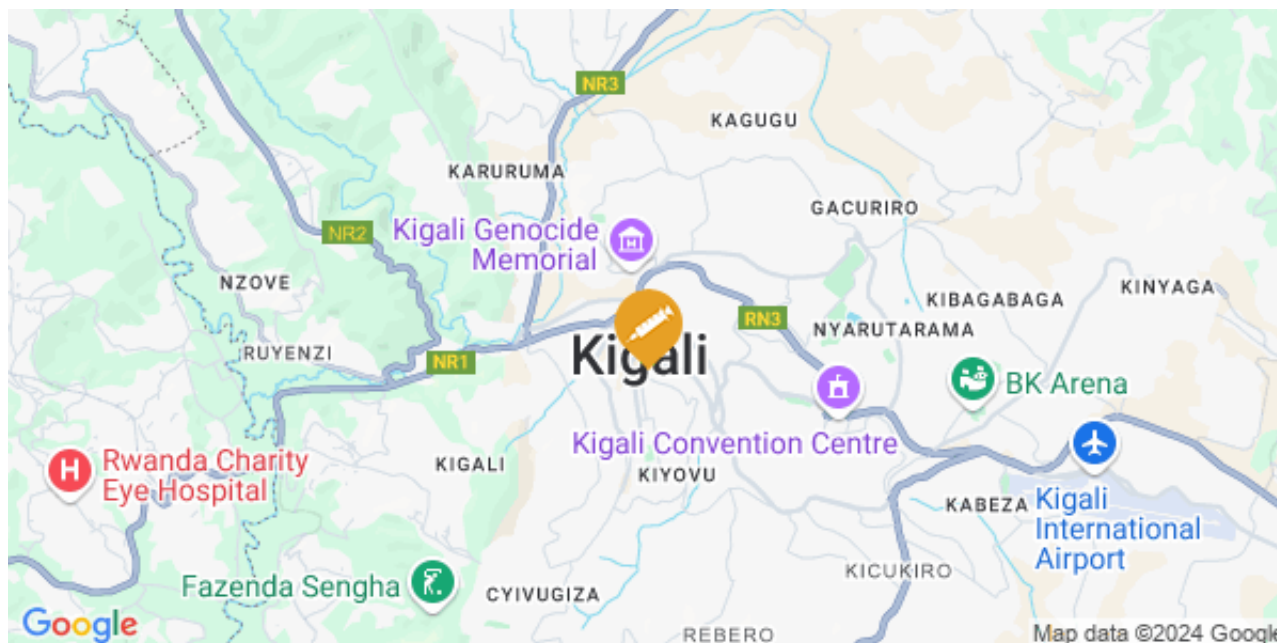 NR3
KAGUGU
KARURUMA
GACURIRO
Kigali Genocide
Memorial
NR2
NZOVE
KIBAGABAGA
KINYAGA
RN3
NYARUTARAMA
RUYENZI
NR1
Kigali
BK Arena
Kigali Convention Centre
Rwanda Charity
Eye Hospital
H
KIGALI
KIYOVU
KABEZA
Kigali
International
Airport
KICUKIRO
Fazenda Sengha
CYIVUGIZA
REBERO
Google
Map data ©2024 Google